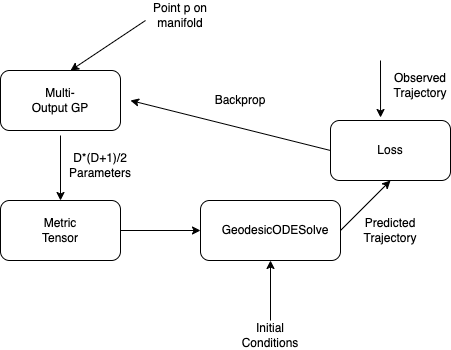 Point p on
manifold
Multi-
Output GP
Backprop
Observed
Trajectory
Loss
D*(D+1)/2
Parameters
Metric
Tensor
GeodesicODESolve
Predicted
Trajectory
Initial
Conditions